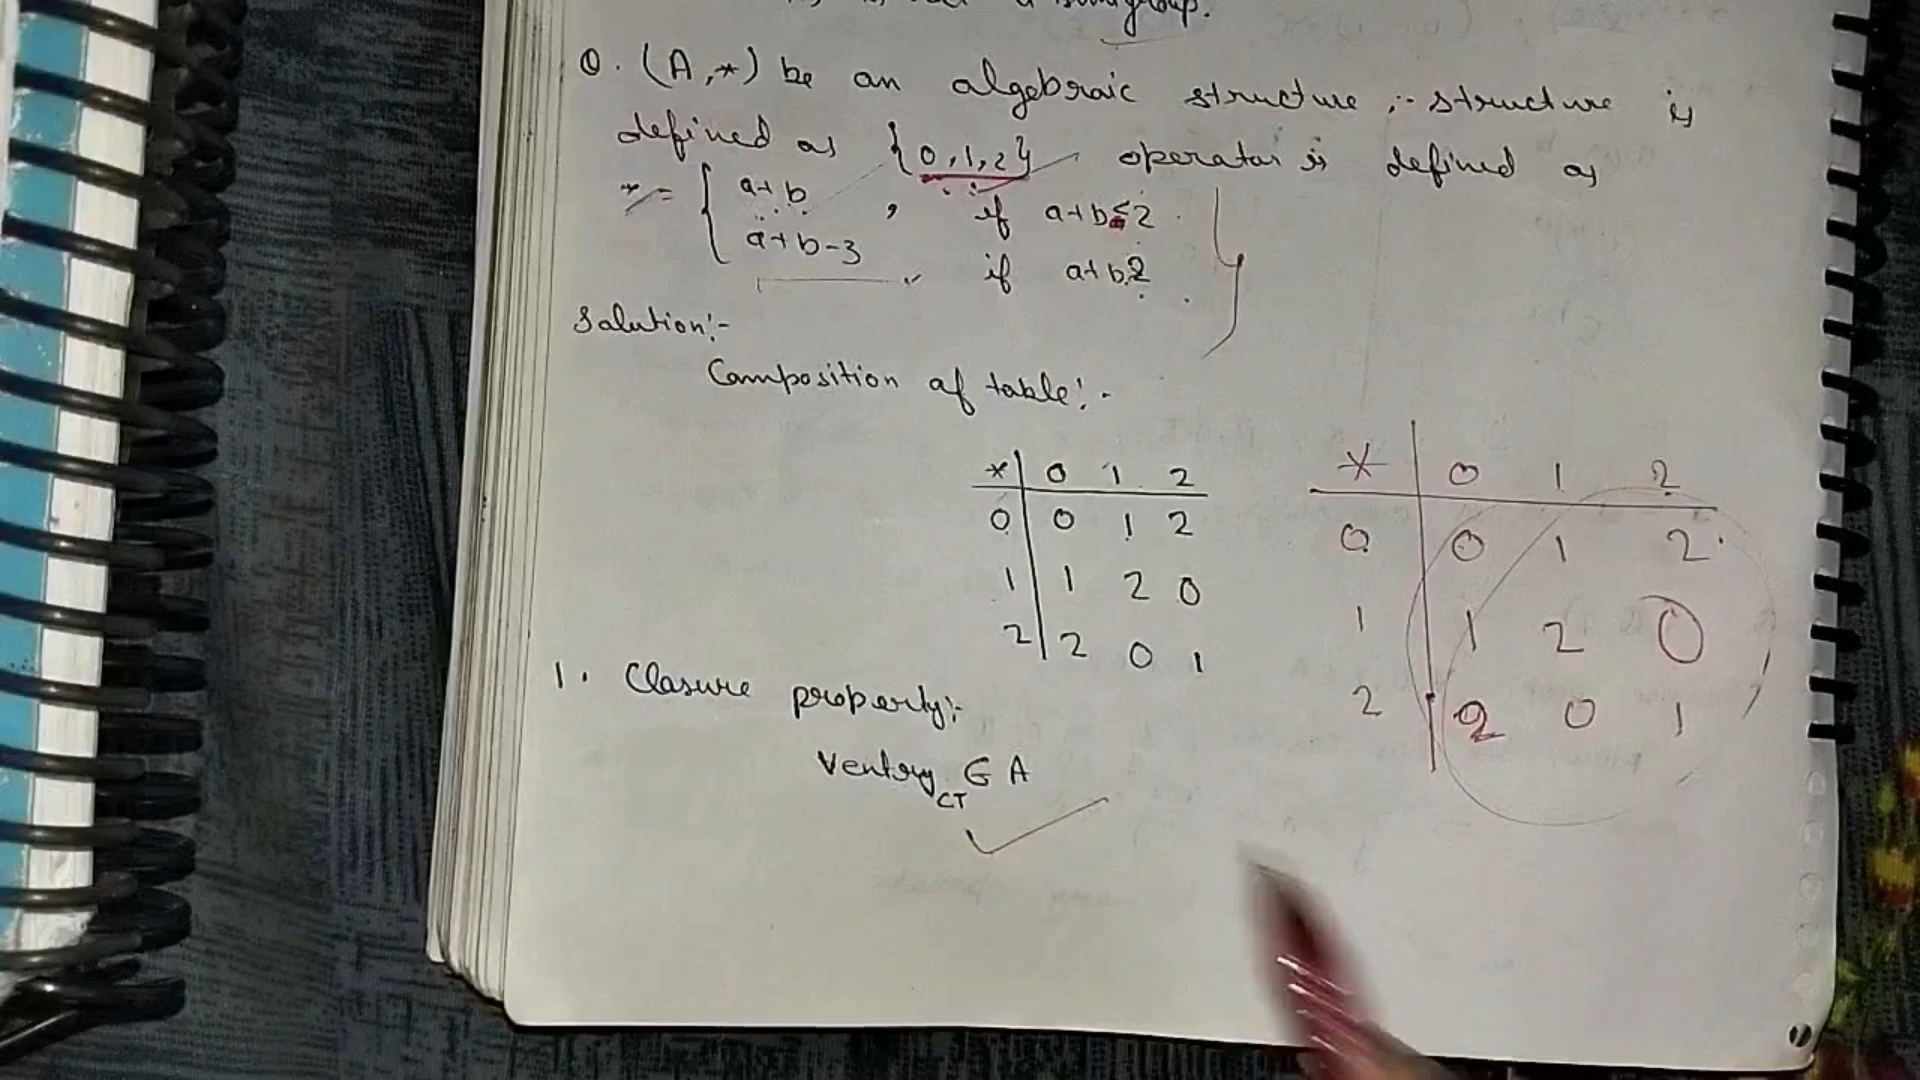 semigroup.
Q. (A,*) be an algebraic structure ,:- structure is
defined as {0,1,2} operator is defined as
* = { a+b , if a+b≤2
a+b-3 , if a+b>2 }
Solution:-
Composition of table:-
* 0 1 2
0 0 1 2
1 1 2 0
2 2 0 1
* 0 1 2
0 0 1 2
1 1 2 0
2 2 0 1
1. Closure property:-
∀entry CT ∈ A